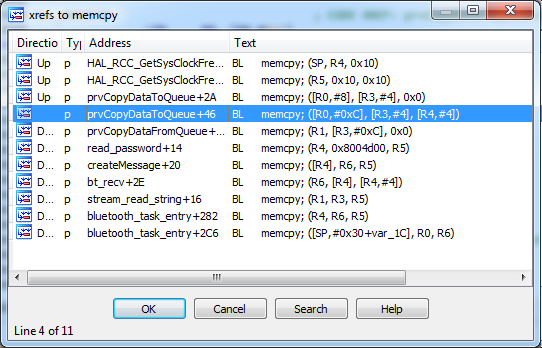 xrefs to memcpy
Directio Ty Address Text
Up p HAL_RCC_GetSysClockFre... BL memcpy; (SP, R4, 0x10)
Up p HAL_RCC_GetSysClockFre... BL memcpy; (R5, 0x10, 0x10)
Up p prvCopyDataToQueue+2A BL memcpy; ([R0,#8], [R3,#4], 0x0)
p prvCopyDataToQueue+46 BL memcpy; ([R0,#0xC], [R3,#4], [R4,#4])
D... p prvCopyDataFromQueue+... BL memcpy; (R1, [R3,#0xC], 0x0)
D... p read_password+14 BL memcpy; (R4, 0x8004d00, R5)
D... p createMessage+20 BL memcpy; ([R4], R6, R5)
D... p bt_recv+2E BL memcpy; (R6, [R4], [R4,#4])
D... p stream_read_string+16 BL memcpy; (R1, R3, R5)
D... p bluetooth_task_entry+282 BL memcpy; (R4, R6, R5)
D... p bluetooth_task_entry+2C6 BL memcpy; ([SP,#0x30+var_1C], R0, R6)
OK Cancel Search Help
Line 4 of 11